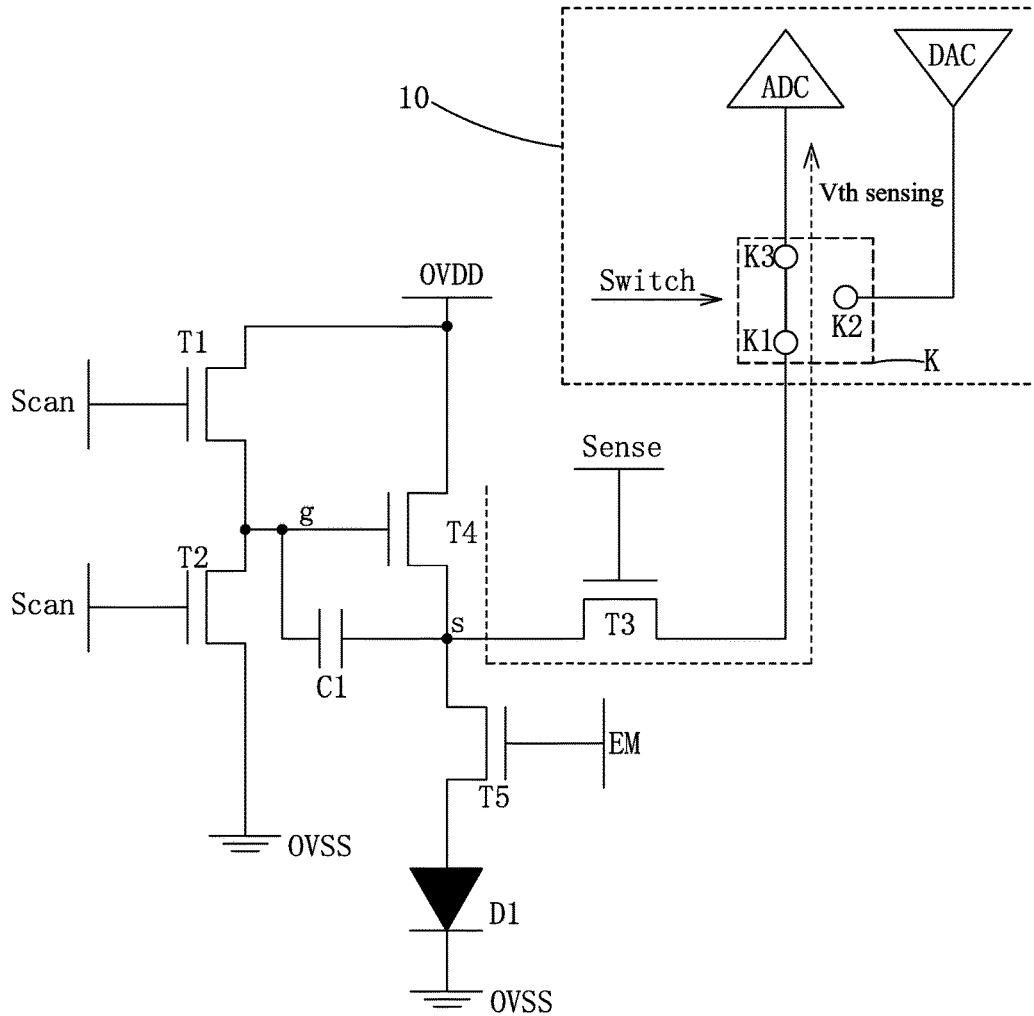 ADC
DAC
10
Vth sensing
K3
Switch
K2
K1
K
OVDD
T1
Scan
Sense
g
T4
T2
Scan
s
T3
C1
EM
T5
OVSS
D1
OVSS